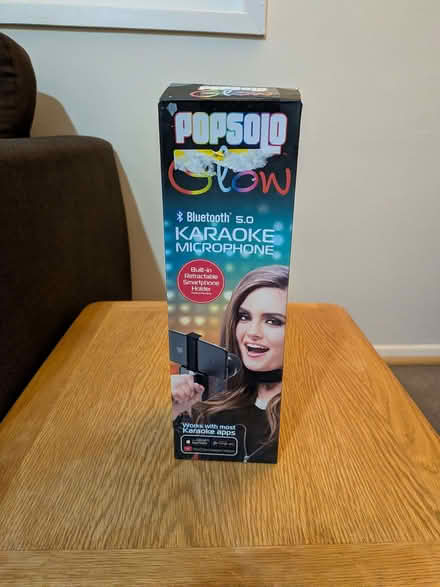 POPSOLO
Glow
Bluetooth® 5.0
KARAOKE
MICROPHONE
Built-in
Retractable
Smartphone
Holder
Works with most
Karaoke apps